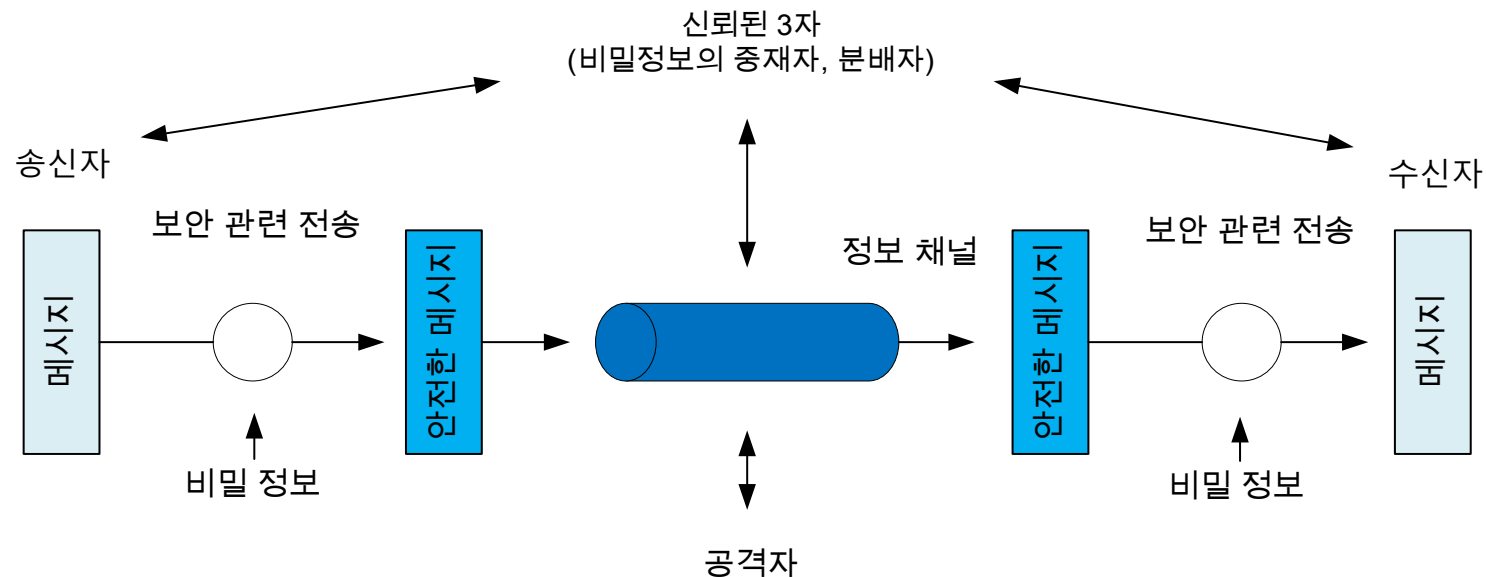 신뢰된 3자
(비밀정보의 중재자, 분배자)
송신자
수신자
보안 관련 전송
보안 관련 전송
정보 채널
메시지
안전한 메시지
안전한 메시지
메시지
비밀 정보
비밀 정보
공격자